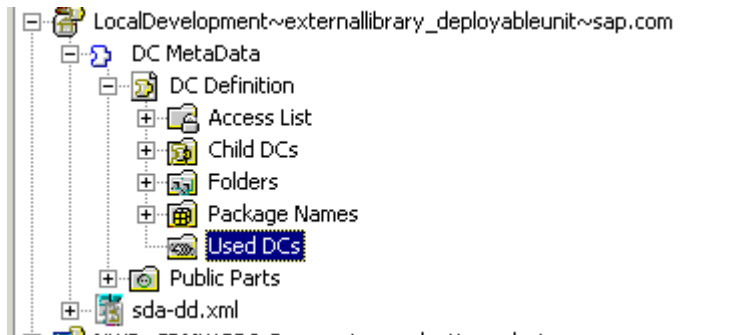 LocalDevelopment~externallibrary_deployableunit~sap.com
DC MetaData
DC Definition
Access List
Child DCs
Folders
Package Names
Used DCs
Public Parts
sda-dd.xml